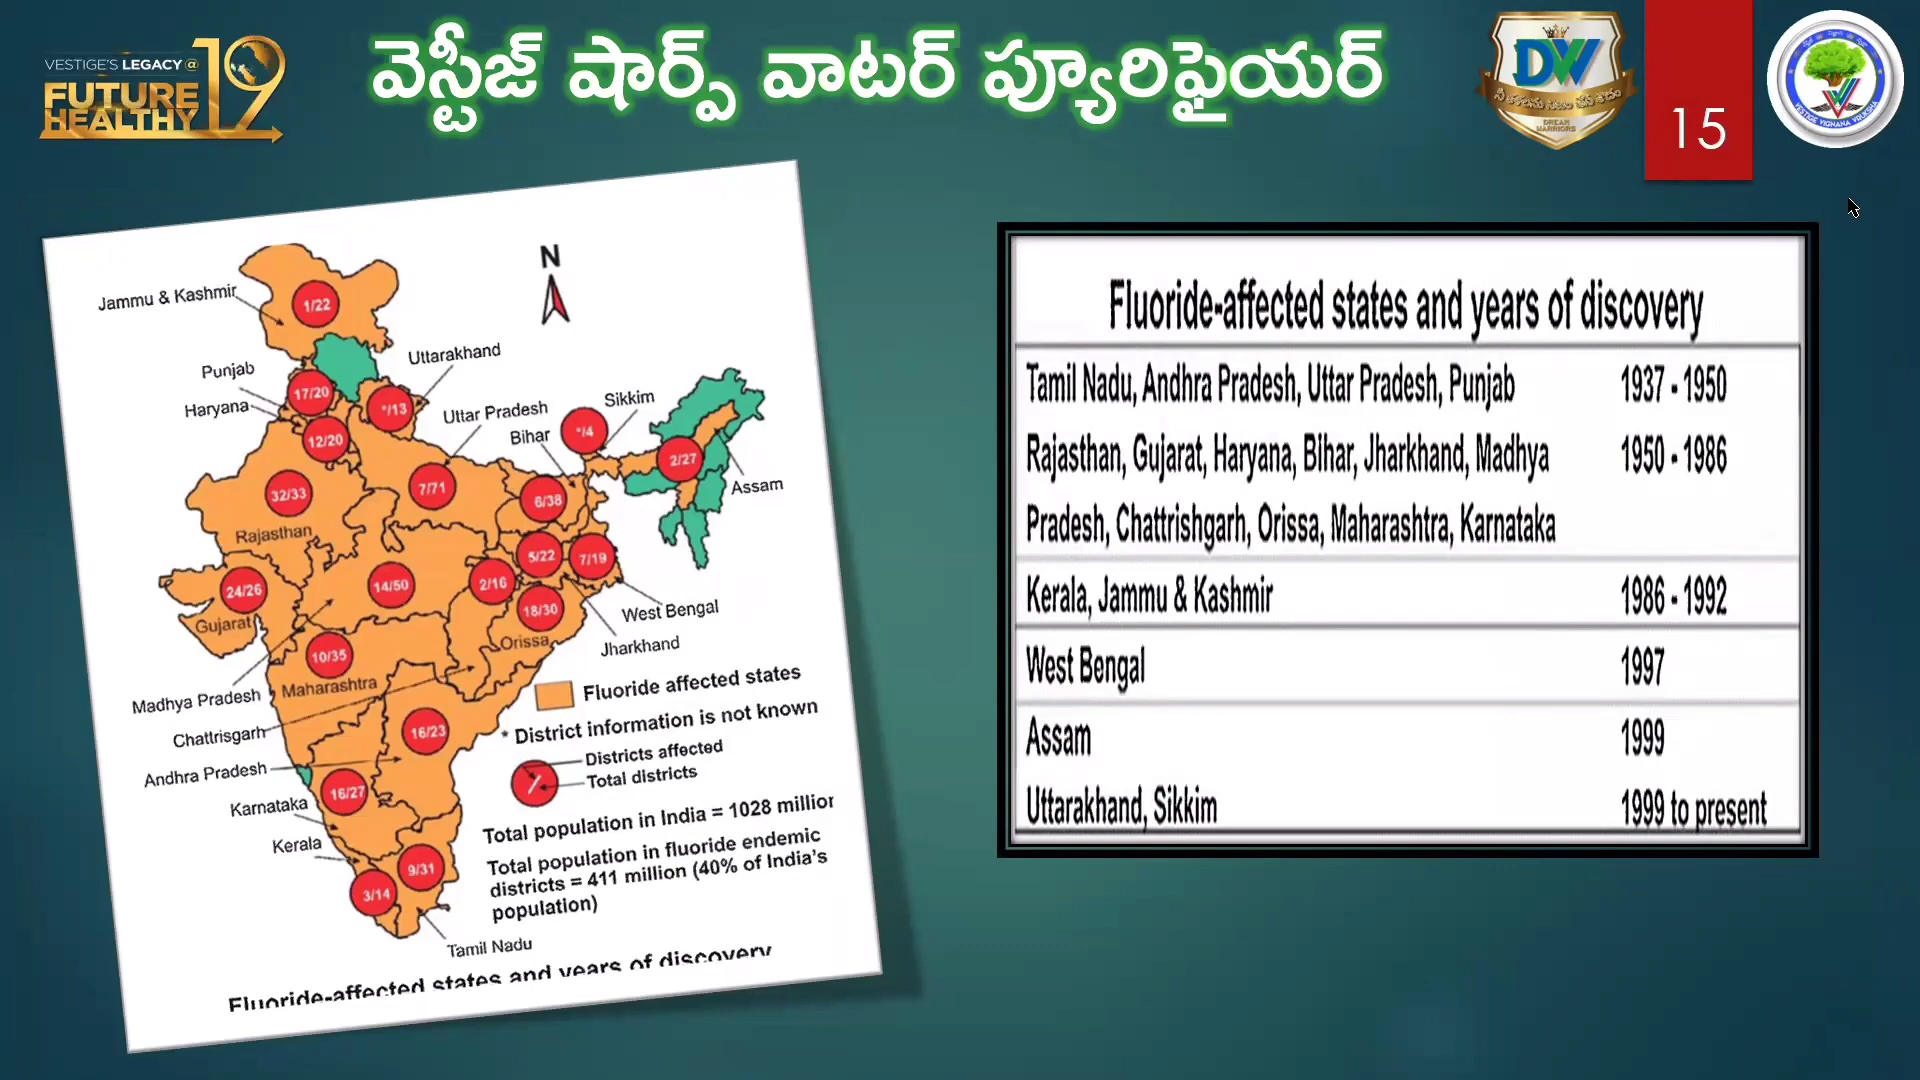 VESTIGE'S LEGACY @
FUTURE
HEALTHY
19
వెస్టీజ్ షార్ప్ వాటర్ ప్యూరిఫైయర్
DW
నీ తలరాతను నీవే మార్చుకో
DREAM
WARRIORS
15
VESTIGE VIGNANA VRUKSHA
N
Jammu & Kashmir
1/22
Punjab
17/20
Haryana
12/20
Uttarakhand
*/13
Uttar Pradesh
7/71
Bihar
6/38
Sikkim
*/4
2/27
Assam
32/33
Rajasthan
24/26
Gujarat
14/50
2/16
5/22
7/19
18/30
Orissa
West Bengal
Jharkhand
10/35
Maharashtra
Madhya Pradesh
Chattrisgarh
16/23
Andhra Pradesh
16/27
Karnataka
Kerala
9/31
3/14
Tamil Nadu
Fluoride affected states
* District information is not known
Districts affected
Total districts
Total population in India = 1028 million
Total population in fluoride endemic
districts = 411 million (40% of India's
population)
Fluoride-affected states and years of discovery
Fluoride-affected states and years of discovery
Tamil Nadu, Andhra Pradesh, Uttar Pradesh, Punjab 1937 - 1950
Rajasthan, Gujarat, Haryana, Bihar, Jharkhand, Madhya 1950 - 1986
Pradesh, Chattrishgarh, Orissa, Maharashtra, Karnataka
Kerala, Jammu & Kashmir 1986 - 1992
West Bengal 1997
Assam 1999
Uttarakhand, Sikkim 1999 to present